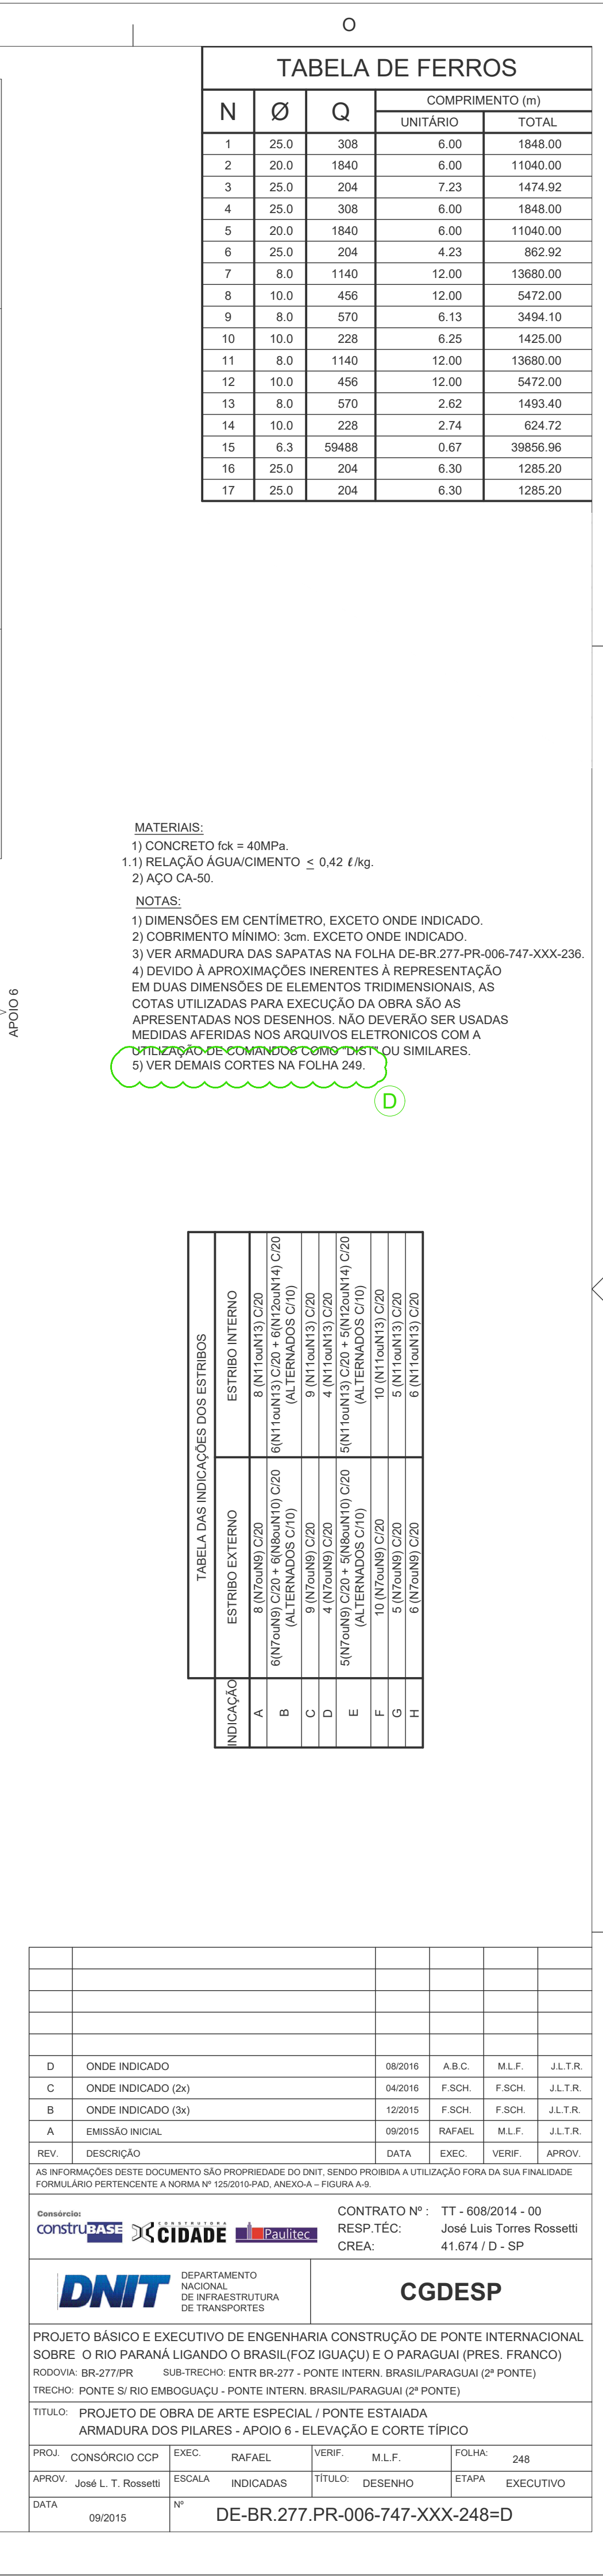 O
TABELA DE FERROS
N Ø Q COMPRIMENTO (m)
UNITÁRIO TOTAL
1 25.0 308 6.00 1848.00
2 20.0 1840 6.00 11040.00
3 25.0 204 7.23 1474.92
4 25.0 308 6.00 1848.00
5 20.0 1840 6.00 11040.00
6 25.0 204 4.23 862.92
7 8.0 1140 12.00 13680.00
8 10.0 456 12.00 5472.00
9 8.0 570 6.13 3494.10
10 10.0 228 6.25 1425.00
11 8.0 1140 12.00 13680.00
12 10.0 456 12.00 5472.00
13 8.0 570 2.62 1493.40
14 10.0 228 2.74 624.72
15 6.3 59488 0.67 39856.96
16 25.0 204 6.30 1285.20
17 25.0 204 6.30 1285.20
MATERIAIS:
1) CONCRETO fck = 40MPa.
1.1) RELAÇÃO ÁGUA/CIMENTO ≤ 0,42 ℓ/kg.
2) AÇO CA-50.
NOTAS:
1) DIMENSÕES EM CENTÍMETRO, EXCETO ONDE INDICADO.
2) COBRIMENTO MÍNIMO: 3cm. EXCETO ONDE INDICADO.
3) VER ARMADURA DAS SAPATAS NA FOLHA DE-BR.277-PR-006-747-XXX-236.
4) DEVIDO À APROXIMAÇÕES INERENTES À REPRESENTAÇÃO
EM DUAS DIMENSÕES DE ELEMENTOS TRIDIMENSIONAIS, AS
COTAS UTILIZADAS PARA EXECUÇÃO DA OBRA SÃO AS
APRESENTADAS NOS DESENHOS. NÃO DEVERÃO SER USADAS
MEDIDAS AFERIDAS NOS ARQUIVOS ELETRONICOS COM A
UTILIZAÇÃO DE COMANDOS COMO "DIST" OU SIMILARES.
5) VER DEMAIS CORTES NA FOLHA 249.
D
APOIO 6
TABELA DAS INDICAÇÕES DOS ESTRIBOS
INDICAÇÃO ESTRIBO EXTERNO ESTRIBO INTERNO
A 8 (N7ouN9) C/20 8 (N11ouN13) C/20
B 6(N7ouN9) C/20 + 6(N8ouN10) C/20 (ALTERNADOS C/10) 6(N11ouN13) C/20 + 6(N12ouN14) C/20 (ALTERNADOS C/10)
C 9 (N7ouN9) C/20 9 (N11ouN13) C/20
D 4 (N7ouN9) C/20 4 (N11ouN13) C/20
E 5(N7ouN9) C/20 + 5(N8ouN10) C/20 (ALTERNADOS C/10) 5(N11ouN13) C/20 + 5(N12ouN14) C/20 (ALTERNADOS C/10)
F 10 (N7ouN9) C/20 10 (N11ouN13) C/20
G 5 (N7ouN9) C/20 5 (N11ouN13) C/20
H 6 (N7ouN9) C/20 6 (N11ouN13) C/20
D ONDE INDICADO 08/2016 A.B.C. M.L.F. J.L.T.R.
C ONDE INDICADO (2x) 04/2016 F.SCH. F.SCH. J.L.T.R.
B ONDE INDICADO (3x) 12/2015 F.SCH. F.SCH. J.L.T.R.
A EMISSÃO INICIAL 09/2015 RAFAEL M.L.F. J.L.T.R.
REV. DESCRIÇÃO DATA EXEC. VERIF. APROV.
AS INFORMAÇÕES DESTE DOCUMENTO SÃO PROPRIEDADE DO DNIT, SENDO PROIBIDA A UTILIZAÇÃO FORA DA SUA FINALIDADE
FORMULÁRIO PERTENCENTE A NORMA Nº 125/2010-PAD, ANEXO-A – FIGURA A-9.
Consórcio:
construBASE CONSTRUTORA CIDADE Paulitec
CONTRATO Nº : TT - 608/2014 - 00
RESP.TÉC: José Luis Torres Rossetti
CREA: 41.674 / D - SP
DNIT
DEPARTAMENTO
NACIONAL
DE INFRAESTRUTURA
DE TRANSPORTES
CGDESP
PROJETO BÁSICO E EXECUTIVO DE ENGENHARIA CONSTRUÇÃO DE PONTE INTERNACIONAL
SOBRE O RIO PARANÁ LIGANDO O BRASIL(FOZ IGUAÇU) E O PARAGUAI (PRES. FRANCO)
RODOVIA: BR-277/PR SUB-TRECHO: ENTR BR-277 - PONTE INTERN. BRASIL/PARAGUAI (2ª PONTE)
TRECHO: PONTE S/ RIO EMBOGUAÇU - PONTE INTERN. BRASIL/PARAGUAI (2ª PONTE)
TITULO: PROJETO DE OBRA DE ARTE ESPECIAL / PONTE ESTAIADA
ARMADURA DOS PILARES - APOIO 6 - ELEVAÇÃO E CORTE TÍPICO
PROJ. CONSÓRCIO CCP EXEC. RAFAEL VERIF. M.L.F. FOLHA: 248
APROV. José L. T. Rossetti ESCALA INDICADAS TÍTULO: DESENHO ETAPA EXECUTIVO
DATA 09/2015 Nº DE-BR.277.PR-006-747-XXX-248=D